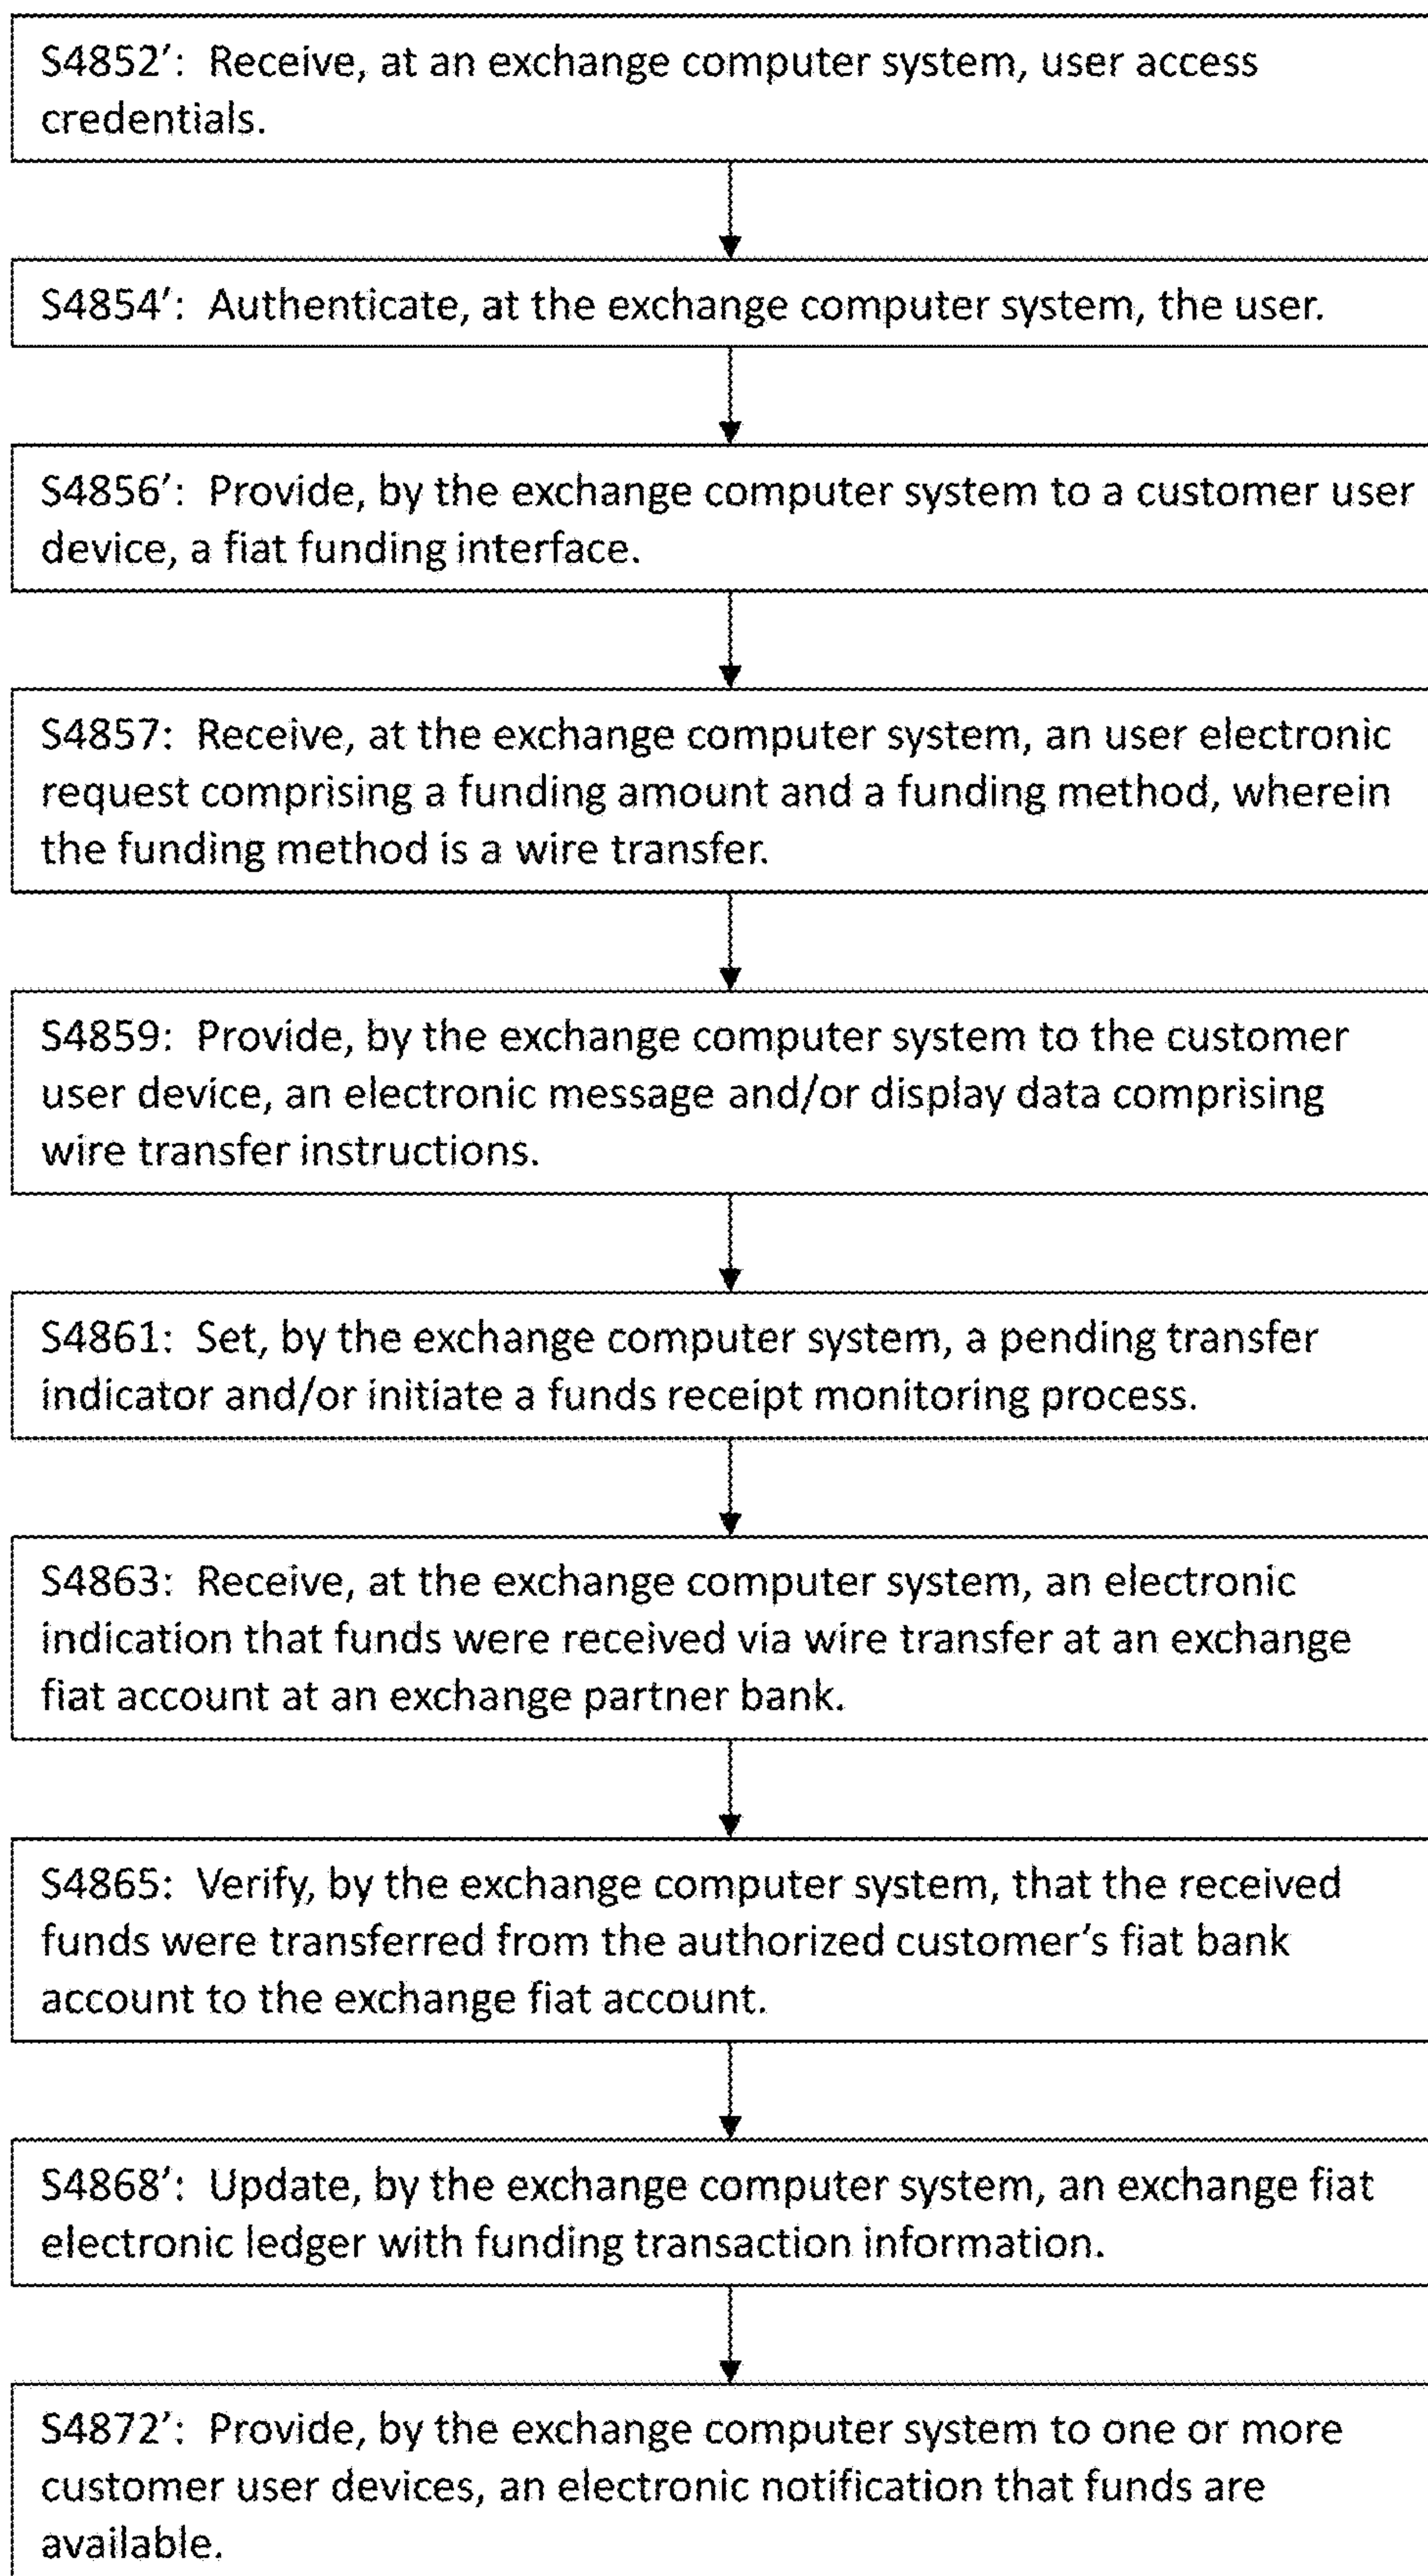 S4852′:  Receive, at an exchange computer system, user access
credentials.
S4854′:  Authenticate, at the exchange computer system, the user.
S4856′:  Provide, by the exchange computer system to a customer user
device, a fiat funding interface.
S4857:  Receive, at the exchange computer system, an user electronic
request comprising a funding amount and a funding method, wherein
the funding method is a wire transfer.
S4859:  Provide, by the exchange computer system to the customer
user device, an electronic message and/or display data comprising
wire transfer instructions.
S4861:  Set, by the exchange computer system, a pending transfer
indicator and/or initiate a funds receipt monitoring process.
S4863:  Receive, at the exchange computer system, an electronic
indication that funds were received via wire transfer at an exchange
fiat account at an exchange partner bank.
S4865:  Verify, by the exchange computer system, that the received
funds were transferred from the authorized customer's fiat bank
account to the exchange fiat account.
S4868′:  Update, by the exchange computer system, an exchange fiat
electronic ledger with funding transaction information.
S4872′:  Provide, by the exchange computer system to one or more
customer user devices, an electronic notification that funds are
available.